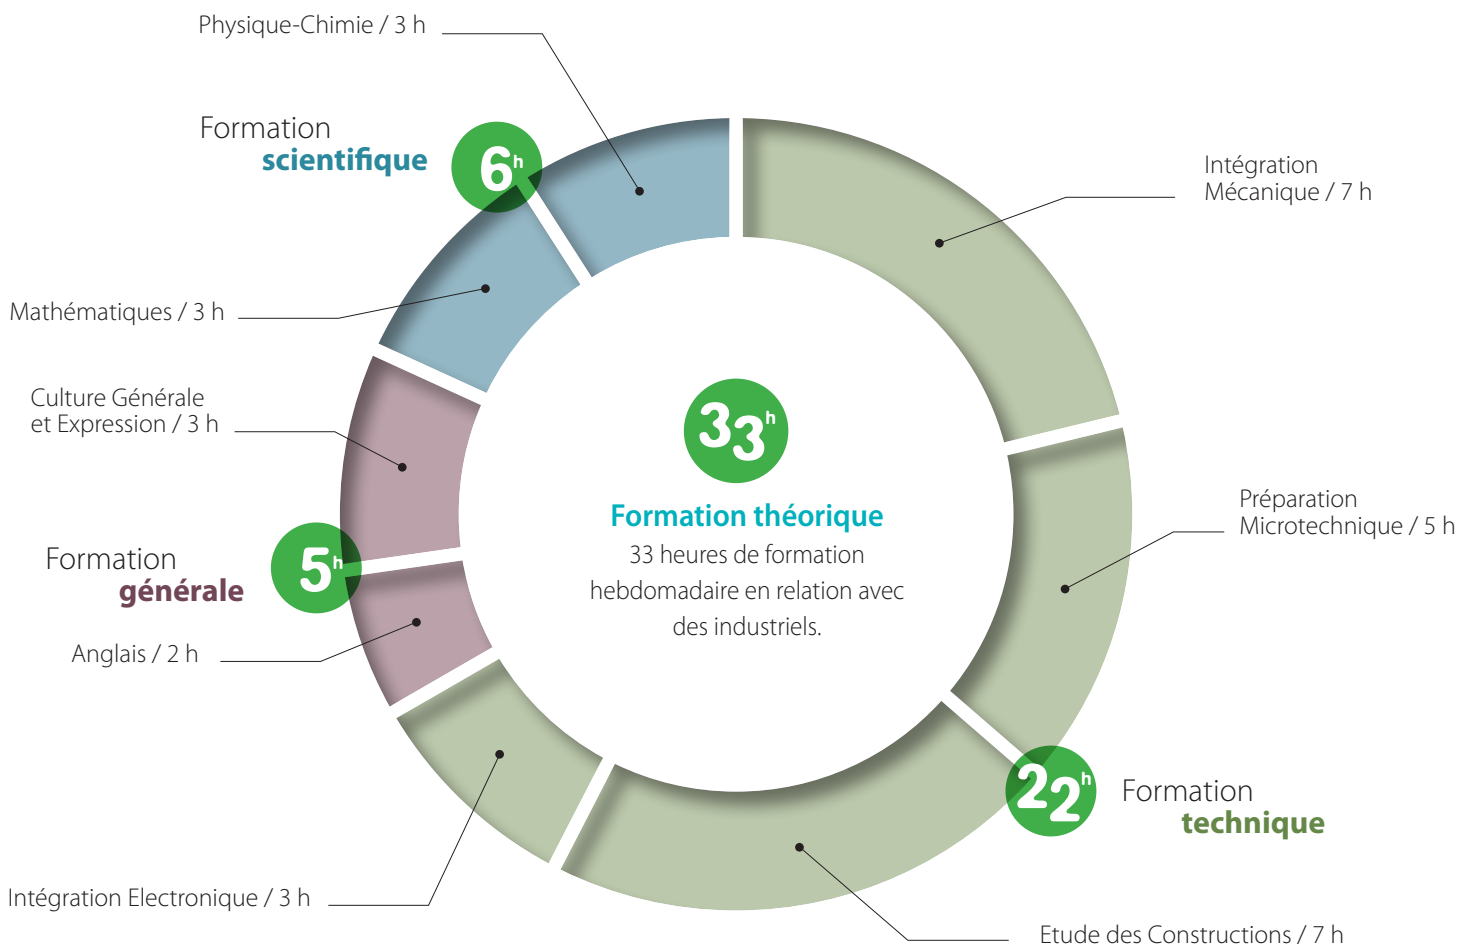 Physique-Chimie / 3 h
Formation
scientifique
6h
Intégration
Mécanique / 7 h
Mathématiques / 3 h
Culture Générale
et Expression / 3 h
33h
Formation théorique
33 heures de formation
hebdomadaire en relation avec
des industriels.
Préparation
Microtechnique / 5 h
Formation
générale
5h
Anglais / 2 h
22h
Formation
technique
Intégration Electronique / 3 h
Etude des Constructions / 7 h